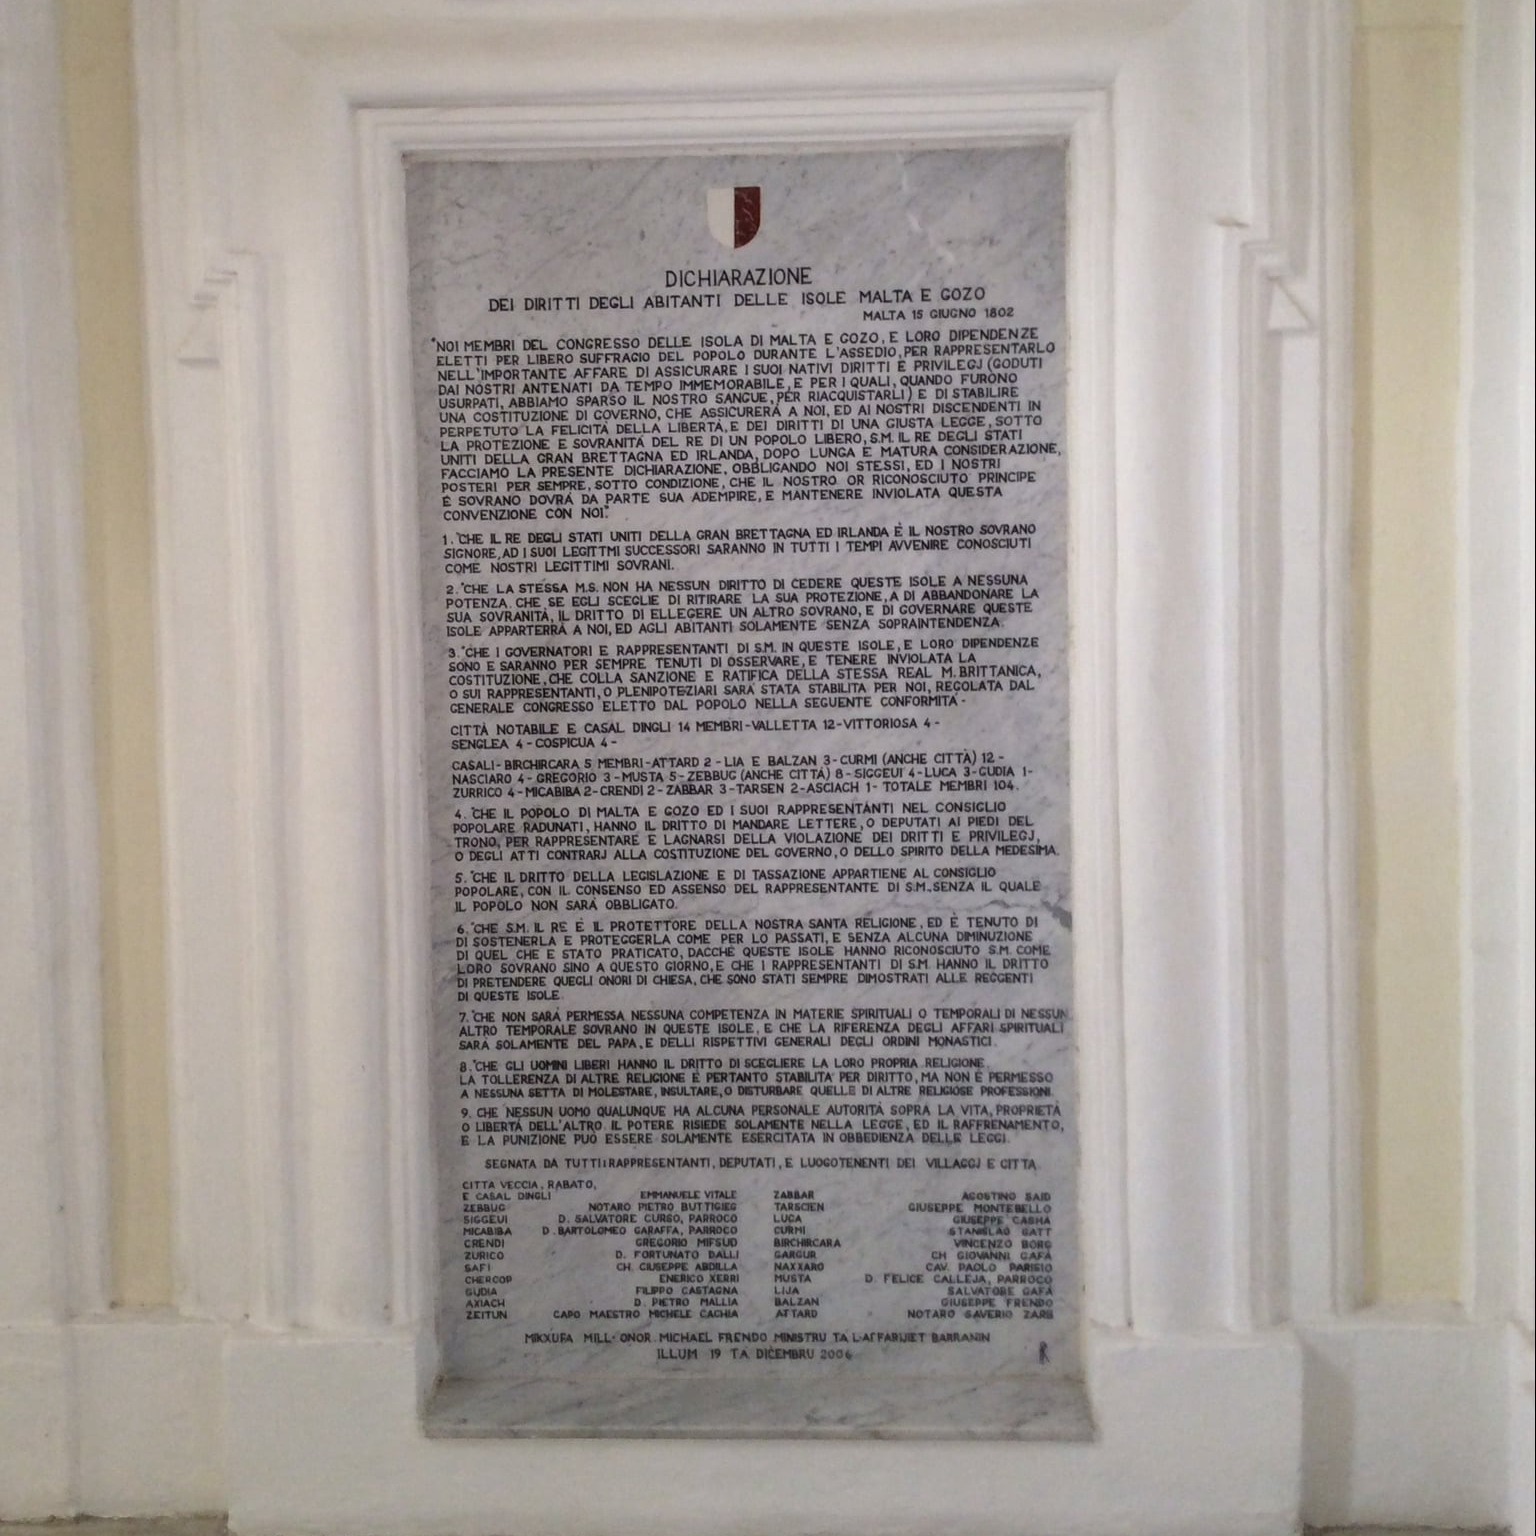 DICHIARAZIONE
DEI DIRITTI DEGLI ABITANTI DELLE ISOLE MALTA E GOZO
MALTA 15 GIUGNO 1802
"NOI MEMBRI DEL CONGRESSO DELLE ISOLA DI MALTA E GOZO, E LORO DIPENDENZE
ELETTI PER LIBERO SUFFRAGIO DEL POPOLO DURANTE L'ASSEDIO, PER RAPPRESENTARLO
NELL'IMPORTANTE AFFARE DI ASSICURARE I SUOI NATIVI DIRITTI E PRIVILEGJ (GODUTI
DAI NOSTRI ANTENATI DA TEMPO IMMEMORABILE, E PER I QUALI, QUANDO FURONO
USURPATI, ABBIAMO SPARSO IL NOSTRO SANGUE, PER RIACQUISTARLI) E DI STABILIRE
UNA COSTITUZIONE DI GOVERNO, CHE ASSICURERÁ A NOI, ED AI NOSTRI DISCENDENTI IN
PERPETUTO LA FELICITÁ DELLA LIBERTÁ, E DEI DIRITTI DI UNA GIUSTA LEGGE, SOTTO
LA PROTEZIONE E SOVRANITÁ DEL RE DI UN POPOLO LIBERO, S.M. IL RE DEGLI STATI
UNITI DELLA GRAN BRETTAGNA ED IRLANDA, DOPO LUNGA E MATURA CONSIDERAZIONE,
FACCIAMO LA PRESENTE DICHIARAZIONE, OBBLIGANDO NOI STESSI, ED I NOSTRI
POSTERI PER SEMPRE, SOTTO CONDIZIONE, CHE IL NOSTRO OR RICONOSCIUTO PRINCIPE
É SOVRANO DOVRÁ DA PARTE SUA ADEMPIRE, E MANTENERE INVIOLATA QUESTA
CONVENZIONE CON NOI."
1. "CHE IL RE DEGLI STATI UNITI DELLA GRAN BRETTAGNA ED IRLANDA É IL NOSTRO SOVRANO
SIGNORE, AD I SUOI LEGITTMI SUCCESSORI SARANNO IN TUTTI I TEMPI AVVENIRE CONOSCIUTI
COME NOSTRI LEGITTIMI SOVRANI.
2. "CHE LA STESSA M.S. NON HA NESSUN DIRITTO DI CEDERE QUESTE ISOLE A NESSUNA
POTENZA. CHE SE EGLI SCEGLIE DI RITIRARE LA SUA PROTEZIONE, A DI ABBANDONARE LA
SUA SOVRANITÀ, IL DRITTO DI ELLEGERE UN ALTRO SOVRANO, E DI GOVERNARE QUESTE
ISOLE APPARTERRÀ A NOI, ED AGLI ABITANTI SOLAMENTE SENZA SOPRAINTENDENZA.
3. "CHE I GOVERNATORI E RAPPRESENTANTI DI S.M. IN QUESTE ISOLE, E LORO DIPENDENZE
SONO E SARANNO PER SEMPRE TENUTI DI OSSERVARE, E TENERE INVIOLATA LA
COSTITUZIONE, CHE COLLA SANZIONE E RATIFICA DELLA STESSA REAL M. BRITTANICA,
O SUI RAPPRESENTANTI, O PLENIPOTEZIARI SARÁ STATA STABILITA PER NOI, REGOLATA DAL
GENERALE CONGRESSO ELETTO DAL POPOLO NELLA SEGUENTE CONFORMITÁ -
CITTÀ NOTABILE E CASAL DINGLI 14 MEMBRI-VALLETTA 12-VITTORIOSA 4-
SENGLEA 4-COSPICUA 4-
CASALI-BIRCHIRCARA 5 MEMBRI-ATTARD 2-LIA E BALZAN 3-CURMI (ANCHE CITTÀ) 12-
NASCIARO 4-GREGORIO 3-MUSTA 5-ZEBBUG (ANCHE CITTÀ) 8-SIGGEUI 4-LUCA 3-GUDIA 1-
ZURRICO 4-MICABIBA 2-CRENDI 2-ZABBAR 3-TARSEN 2-ASCIACH 1-TOTALE MEMBRI 104.
4. "CHE IL POPOLO DI MALTA E GOZO ED I SUOI RAPPRESENTANTI NEL CONSIGLIO
POPOLARE RADUNATI, HANNO IL DRITTO DI MANDARE LETTERE, O DEPUTATI AI PIEDI DEL
TRONO, PER RAPPRESENTARE E LAGNARSI DELLA VIOLAZIONE DEI DRITTI E PRIVILEGJ,
O DEGLI ATTI CONTRARJ ALLA COSTITUZIONE DEL GOVERNO, O DELLO SPIRITO DELLA MEDESIMA.
5. "CHE IL DRITTO DELLA LEGISLAZIONE E DI TASSAZIONE APPARTIENE AL CONSIGLIO
POPOLARE, CON IL CONSENSO ED ASSENSO DEL RAPPRESENTANTE DI S.M., SENZA IL QUALE
IL POPOLO NON SARÁ OBBLIGATO.
6. "CHE S.M. IL RE É IL PROTETTORE DELLA NOSTRA SANTA RELIGIONE, ED È TENUTO DI
DI SOSTENERLA E PROTEGGERLA COME PER LO PASSATI, E SENZA ALCUNA DIMINUZIONE
DI QUEL CHE E STATO PRATICATO, DACCHÈ QUESTE ISOLE HANNO RICONOSCIUTO S.M. COME
LORO SOVRANO SINO A QUESTO GIORNO, E CHE I RAPPRESENTANTI DI S.M. HANNO IL DRITTO
DI PRETENDERE QUEGLI ONORI DI CHIESA, CHE SONO STATI SEMPRE DIMOSTRATI ALLE REGGENTI
DI QUESTE ISOLE.
7. "CHE NON SARÁ PERMESSA NESSUNA COMPETENZA IN MATERIE SPIRITUALI O TEMPORALI DI NESSUN
ALTRO TEMPORALE SOVRANO IN QUESTE ISOLE, E CHE LA RIFERENZA DEGLI AFFARI SPIRITUALI
SARÁ SOLAMENTE DEL PAPA, E DELLI RISPETTIVI GENERALI DEGLI ORDINI MONASTICI.
8. "CHE GLI UOMINI LIBERI HANNO IL DRITTO DI SCEGLIERE LA LORO PROPRIA RELIGIONE.
LA TOLLERENZA DI ALTRE RELIGIONE É PERTANTO STABILITA PER DIRITTO, MA NON É PERMESSO
A NESSUNA SETTA DI MOLESTARE, INSULTARE, O DISTURBARE QUELLE DI ALTRE RELIGIOSE PROFESSIONI.
9. CHE NESSUN UOMO QUALUNQUE HA ALCUNA PERSONALE AUTORITÀ SOPRA LA VITA, PROPRIETÀ
O LIBERTÀ DELL'ALTRO. IL POTERE RISIEDE SOLAMENTE NELLA LEGGE, ED IL RAFFRENAMENTO,
E LA PUNIZIONE PUÓ ESSERE SOLAMENTE ESERCITATA IN OBBEDIENZA DELLE LEGGI.
SEGNATA DA TUTTI I RAPPRESENTANTI, DEPUTATI, E LUOGOTENENTI DEI VILLAGGJ E CITTA
CITTA VECCIA, RABATO,
E CASAL DINGLI EMMANUELE VITALE ZABBAR AGOSTINO SAID
ZEBBUG NOTARO PIETRO BUTTIGIEG TARSCIEN GIUSEPPE MONTEBELLO
SIGGEUI D. SALVATORE CURSO, PARROCO LUCA GIUSEPPE CASHA
MICABIBA D. BARTOLOMEO GARAFFA, PARROCO CURMI STANISLAO GATT
CRENDI GREGORIO MIFSUD BIRCHIRCARA VINCENZO BORG
ZURICO D. FORTUNATO DALLI GARGUR CH GIOVANNI GAFÀ
SAFI CH. GIUSEPPE ABDILLA NAXXARO CAV. PAOLO PARISIO
CHERCOP ENERICO XERRI MUSTA D. FELICE CALLEJA, PARROCO
GUDIA FILIPPO CASTAGNA LIJA SALVATORE GAFÀ
AXIACH D. PIETRO MALLIA BALZAN GIUSEPPE FRENDO
ZEITUN CAPO MAESTRO MICHELE CACHIA ATTARD NOTARO SAVERIO ZARB
MIKXUFA MILL-ONOR. MICHAEL FRENDO MINISTRU TA L-AFFARIJIET BARRANIN
ILLUM 19 TA DICEMBRU 2006